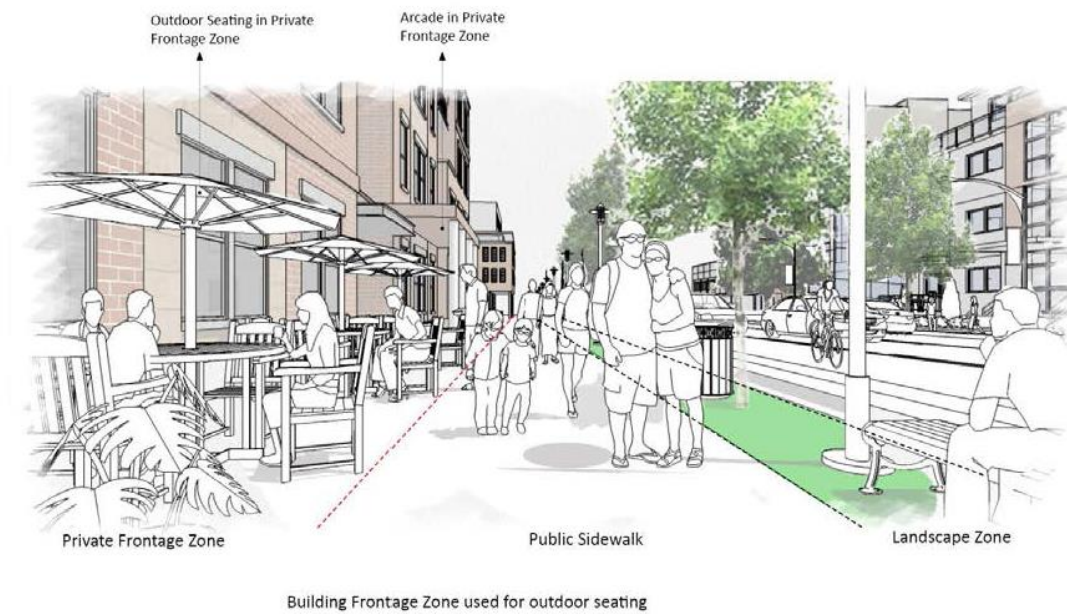 Outdoor Seating in Private
Frontage Zone
Arcade in Private
Frontage Zone
Private Frontage Zone
Public Sidewalk
Landscape Zone
Building Frontage Zone used for outdoor seating